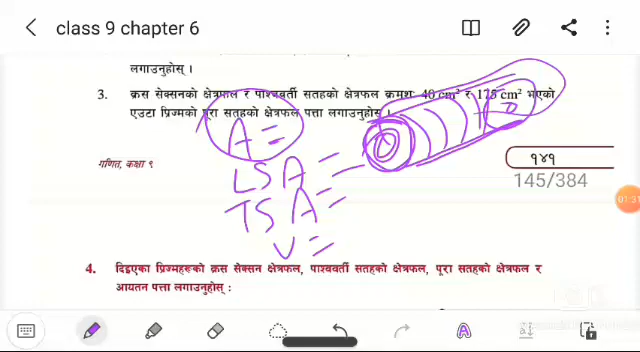 class 9 chapter 6
लगाउनुहोस् ।
3. क्रस सेक्सनको क्षेत्रफल र पाश्ववर्ती सतहको क्षेत्रफल क्रमशः 40 cm² र 175 cm² भएको
एउटा प्रिज्मको पूरा सतहको क्षेत्रफल पत्ता लगाउनुहोस् ।
A =
LSA =
TSA =
V =
गणित, कक्षा ९
१४१
145/384
01:31
4. दिइएका प्रिज्महरूको क्रस सेक्सन क्षेत्रफल, पाश्ववर्ती सतहको क्षेत्रफल, पूरा सतहको क्षेत्रफल र
आयतन पत्ता लगाउनुहोस् :